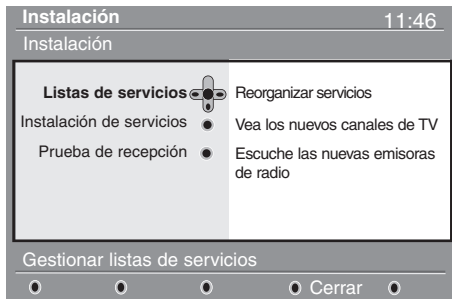 Instalación 11:46
Instalación
Listas de servicios
Instalación de servicios
Prueba de recepción
Reorganizar servicios
Vea los nuevos canales de TV
Escuche las nuevas emisoras
de radio
Gestionar listas de servicios
Cerrar